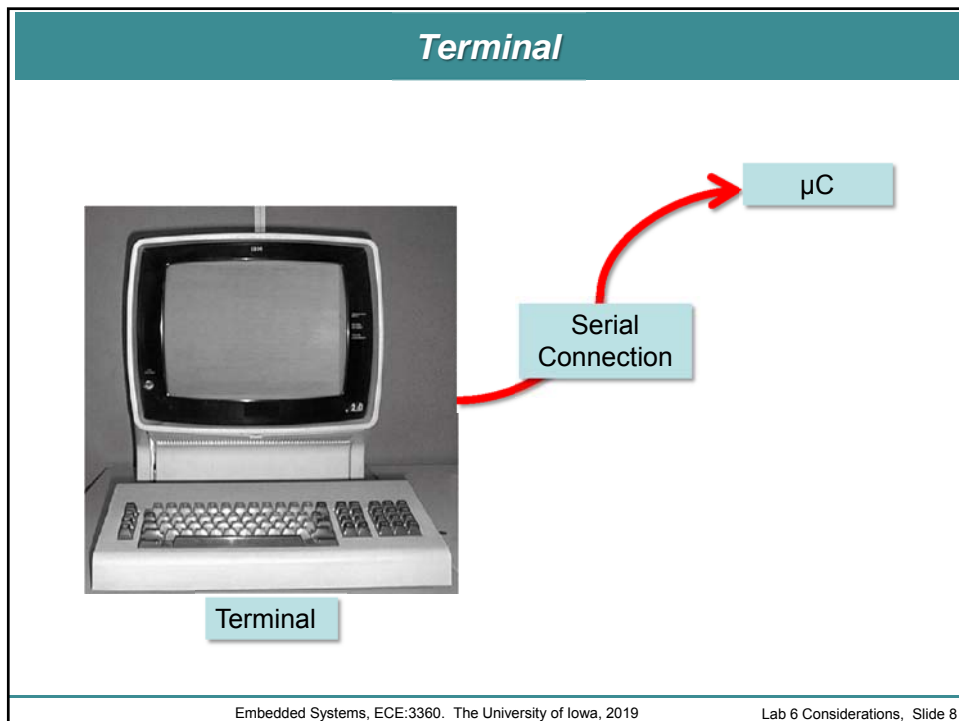 Terminal
IBM
µC
Serial
Connection
Terminal
Embedded Systems, ECE:3360. The University of Iowa, 2019
Lab 6 Considerations, Slide 8